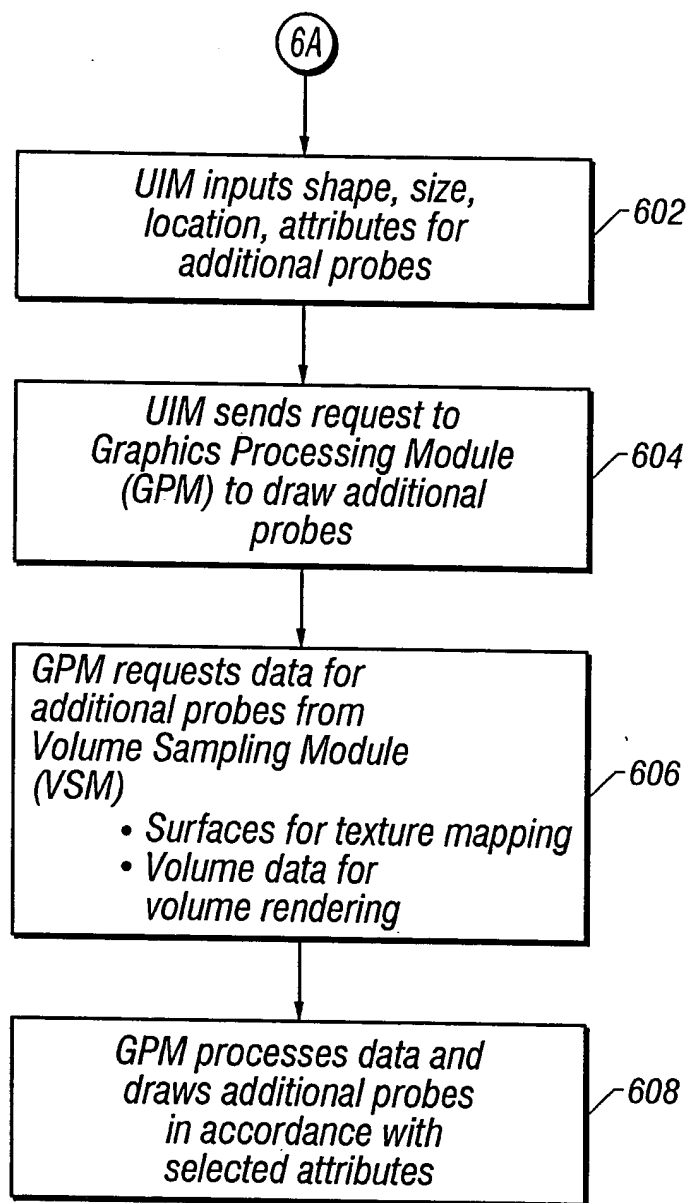 6A
UIM inputs shape, size,
location, attributes for
additional probes
602
UIM sends request to
Graphics Processing Module
(GPM) to draw additional
probes
604
GPM requests data for
additional probes from
Volume Sampling Module
(VSM)
• Surfaces for texture mapping
• Volume data for
volume rendering
606
GPM processes data and
draws additional probes
in accordance with
selected attributes
608